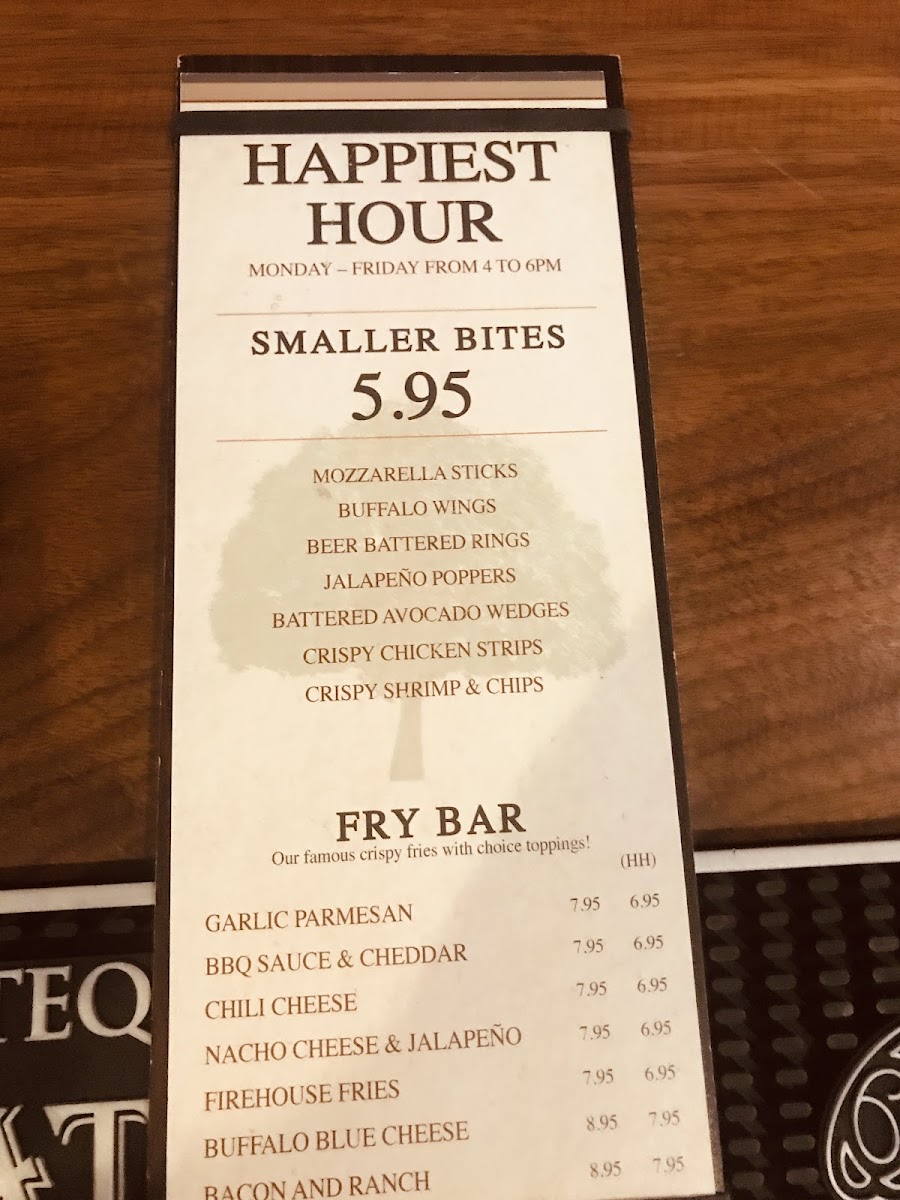 HAPPIEST
HOUR
MONDAY – FRIDAY FROM 4 TO 6PM
SMALLER BITES
5.95
MOZZARELLA STICKS
BUFFALO WINGS
BEER BATTERED RINGS
JALAPEÑO POPPERS
BATTERED AVOCADO WEDGES
CRISPY CHICKEN STRIPS
CRISPY SHRIMP & CHIPS
FRY BAR
Our famous crispy fries with choice toppings!
(HH)
GARLIC PARMESAN 7.95 6.95
BBQ SAUCE & CHEDDAR 7.95 6.95
CHILI CHEESE 7.95 6.95
NACHO CHEESE & JALAPEÑO 7.95 6.95
FIREHOUSE FRIES 7.95 6.95
BUFFALO BLUE CHEESE 8.95 7.95
BACON AND RANCH 8.95 7.95
TEQ